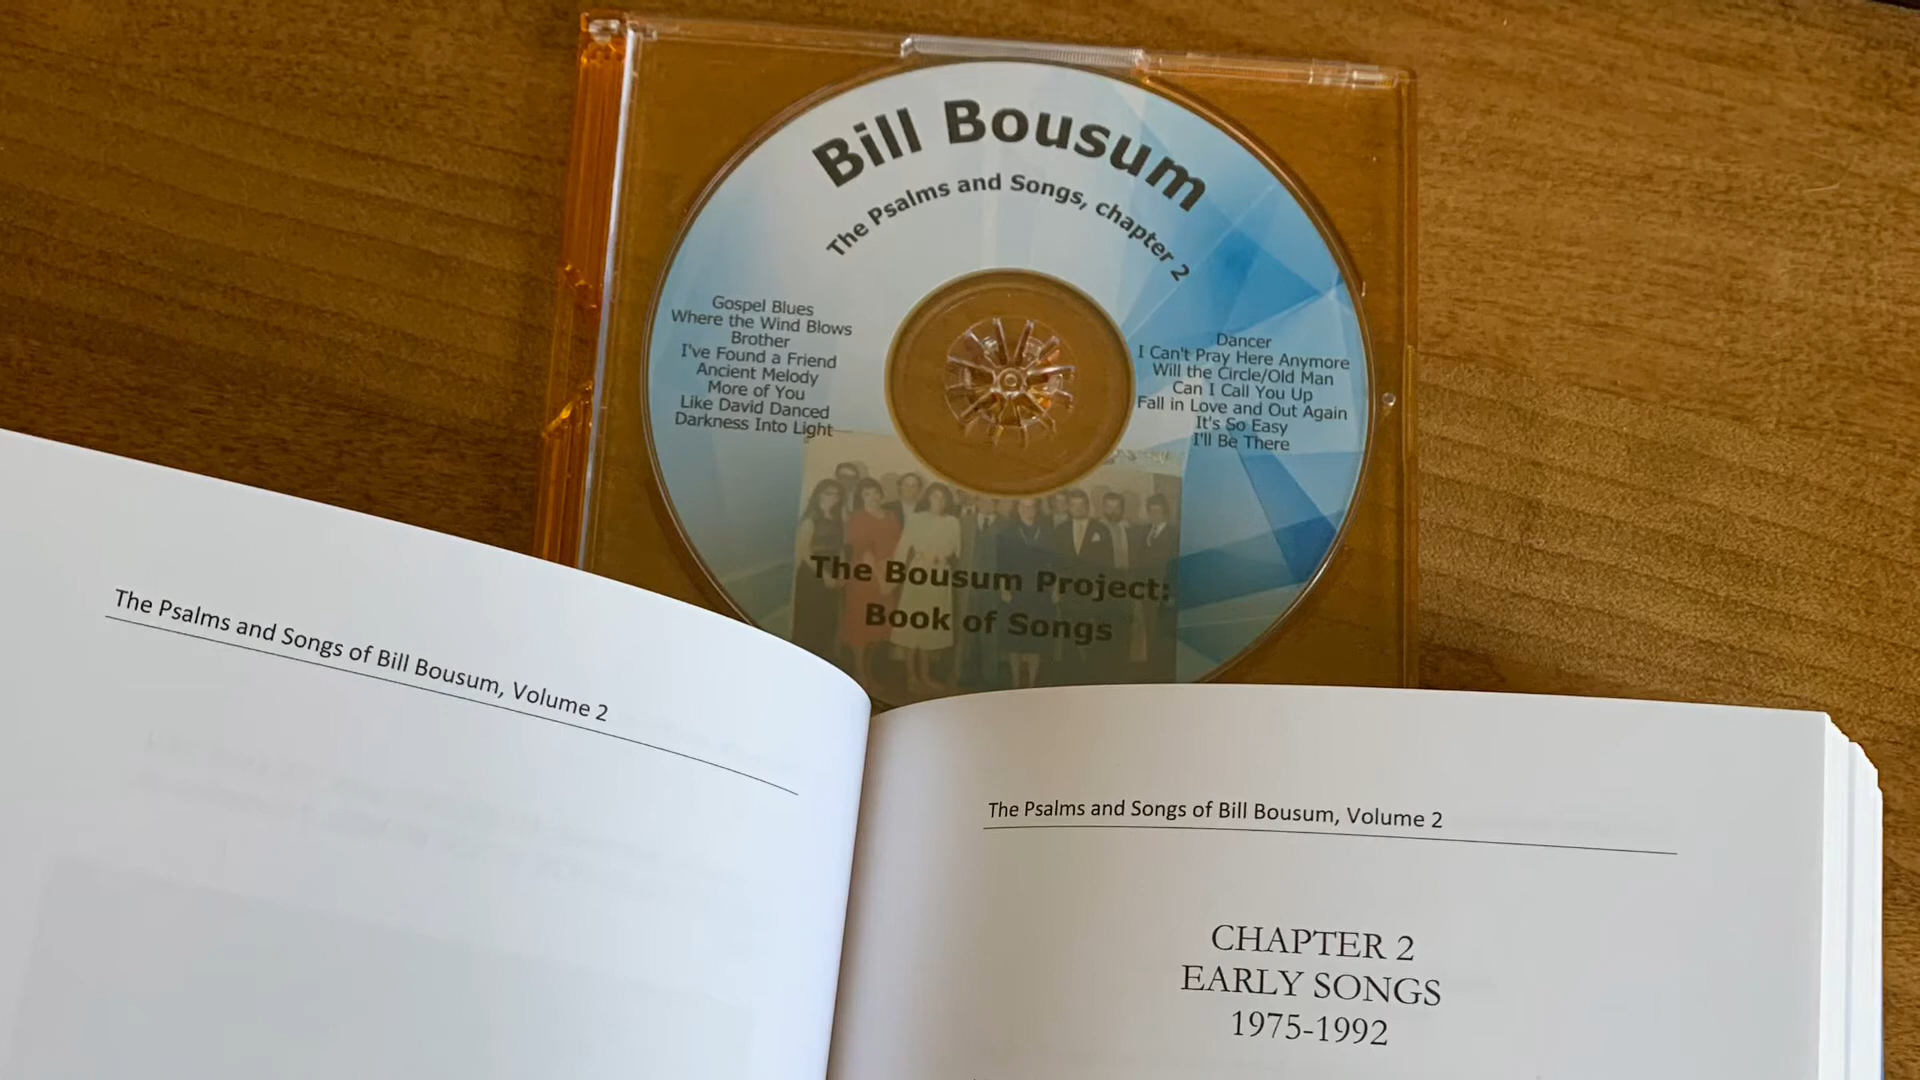 Bill Bousum
The Psalms and Songs, chapter 2
Gospel Blues
Where the Wind Blows
Brother
I've Found a Friend
Ancient Melody
More of You
Like David Danced
Darkness Into Light
Dancer
I Can't Pray Here Anymore
Will the Circle/Old Man
Can I Call You Up
Fall in Love and Out Again
It's So Easy
I'll Be There
The Bousum Project:
Book of Songs
The Psalms and Songs of Bill Bousum, Volume 2
The Psalms and Songs of Bill Bousum, Volume 2
CHAPTER 2
EARLY SONGS
1975-1992